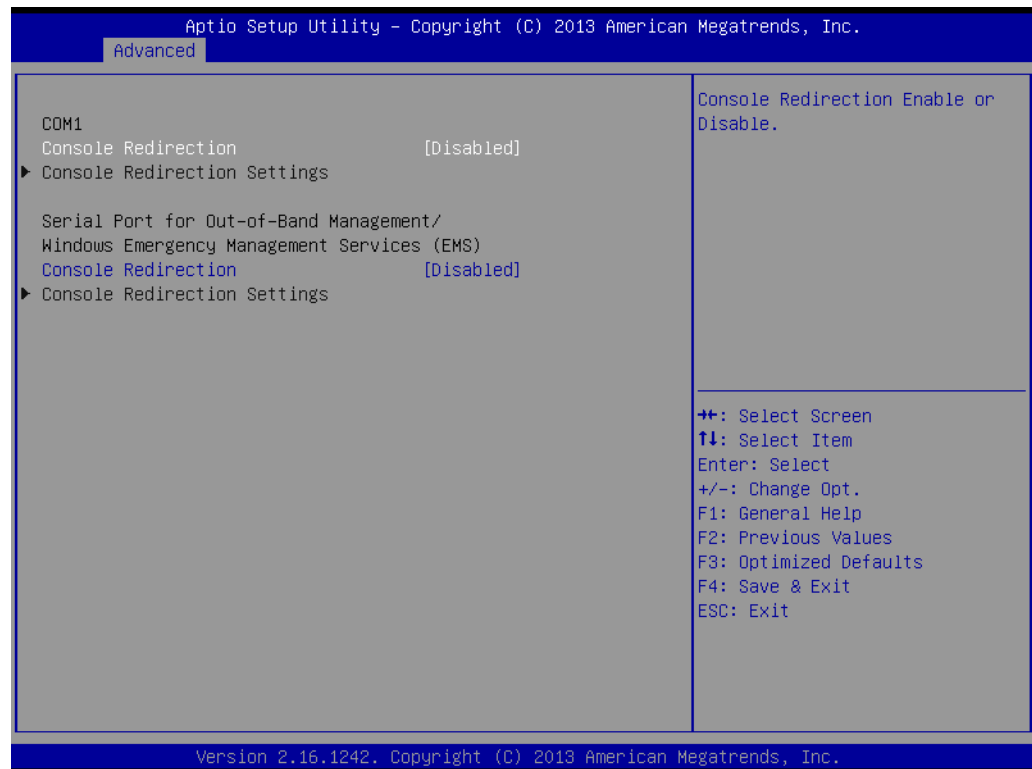 Aptio Setup Utility – Copyright (C) 2013 American Megatrends, Inc.
Advanced
COM1
Console Redirection [Disabled]
▶ Console Redirection Settings
Serial Port for Out-of-Band Management/
Windows Emergency Management Services (EMS)
Console Redirection [Disabled]
▶ Console Redirection Settings
Console Redirection Enable or
Disable.
→←: Select Screen
↑↓: Select Item
Enter: Select
+/-: Change Opt.
F1: General Help
F2: Previous Values
F3: Optimized Defaults
F4: Save & Exit
ESC: Exit
Version 2.16.1242. Copyright (C) 2013 American Megatrends, Inc.